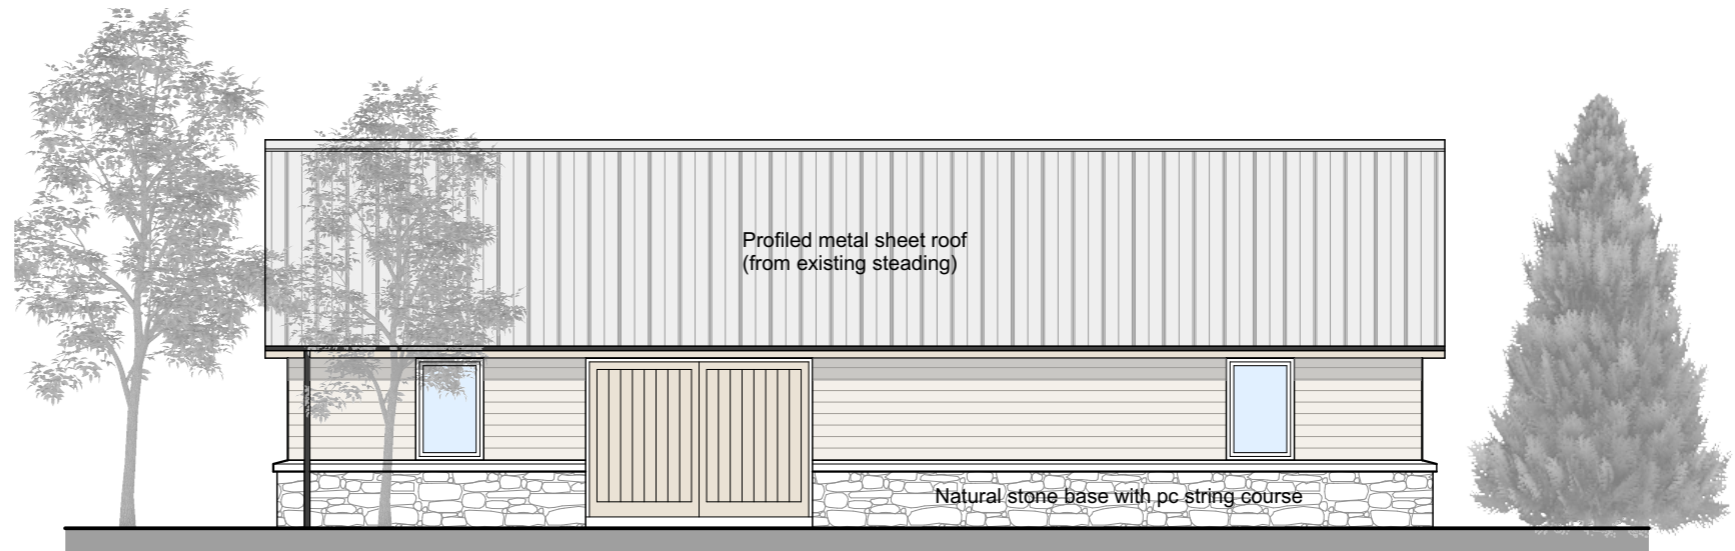 Profiled metal sheet roof
(from existing steading)
Natural stone base with pc string course